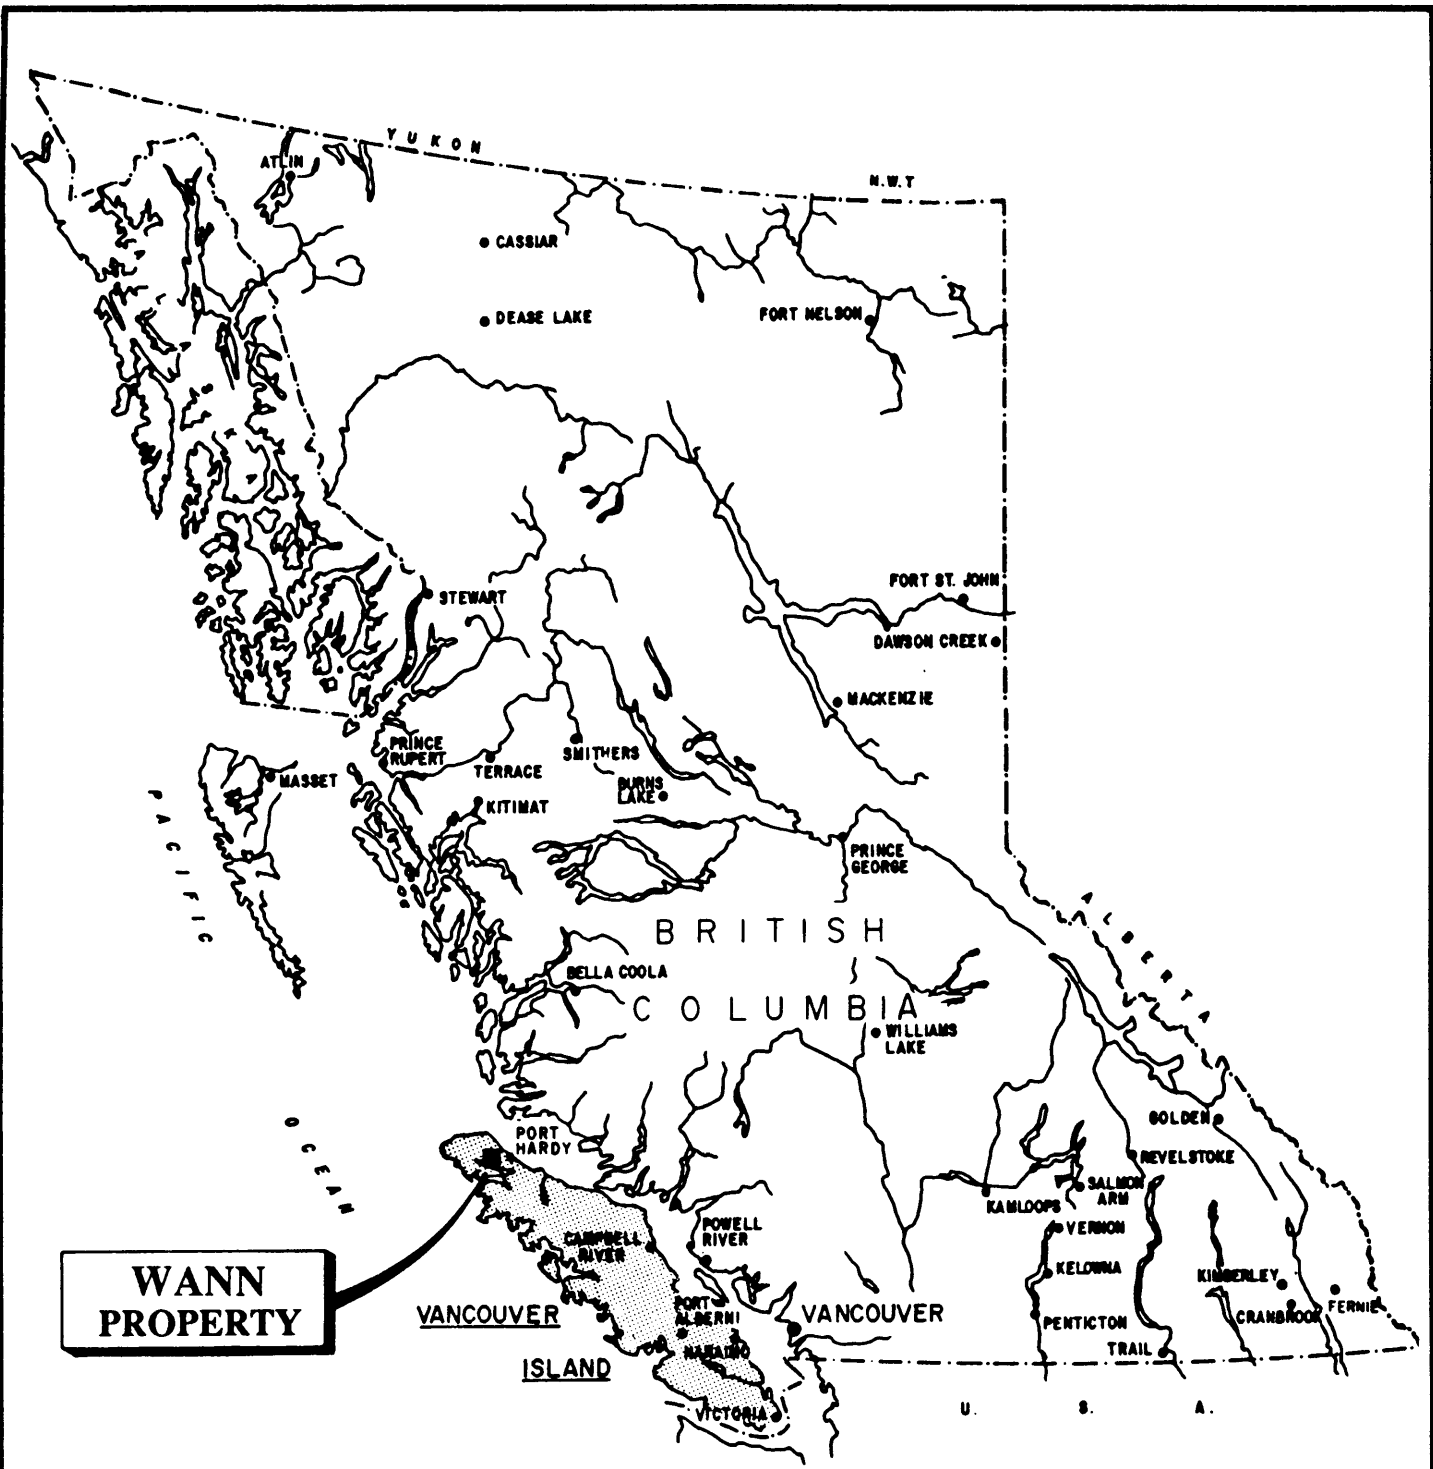 YUKON
N.W.T
ATLIN
CASSIAR
DEASE LAKE
FORT NELSON
ALASKA
STEWART
FORT ST. JOHN
DAWSON CREEK
MACKENZIE
PRINCE
RUPERT
TERRACE
SMITHERS
MASSET
KITIMAT
BURNS
LAKE
PACIFIC
PRINCE
GEORGE
ALBERTA
BRITISH
BELLA COOLA
COLUMBIA
WILLIAMS
LAKE
OCEAN
PORT
HARDY
GOLDEN
REVELSTOKE
KAMLOOPS
SALMON
ARM
VERNON
POWELL
RIVER
CAMPBELL
RIVER
KELOWNA
KIMBERLEY
WANN
PROPERTY
VANCOUVER
ISLAND
PORT
ALBERNI
VANCOUVER
PENTICTON
CRANBROOK
FERNIE
NANAIMO
TRAIL
VICTORIA
U. S. A.